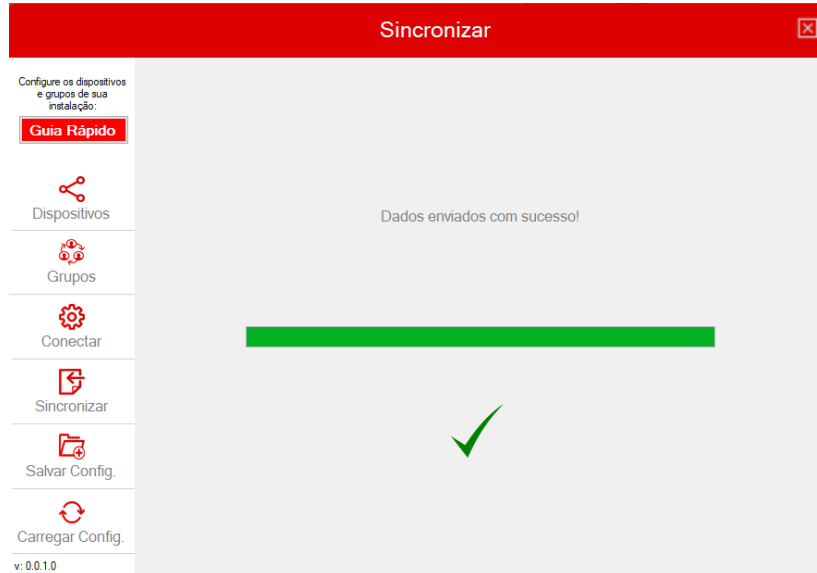 Sincronizar
Configure os dispositivos
e grupos de sua
instalação:
Guia Rápido
Dispositivos
Grupos
Conectar
Sincronizar
Salvar Config.
Carregar Config.
v: 0.0.1.0
Dados enviados com sucesso!